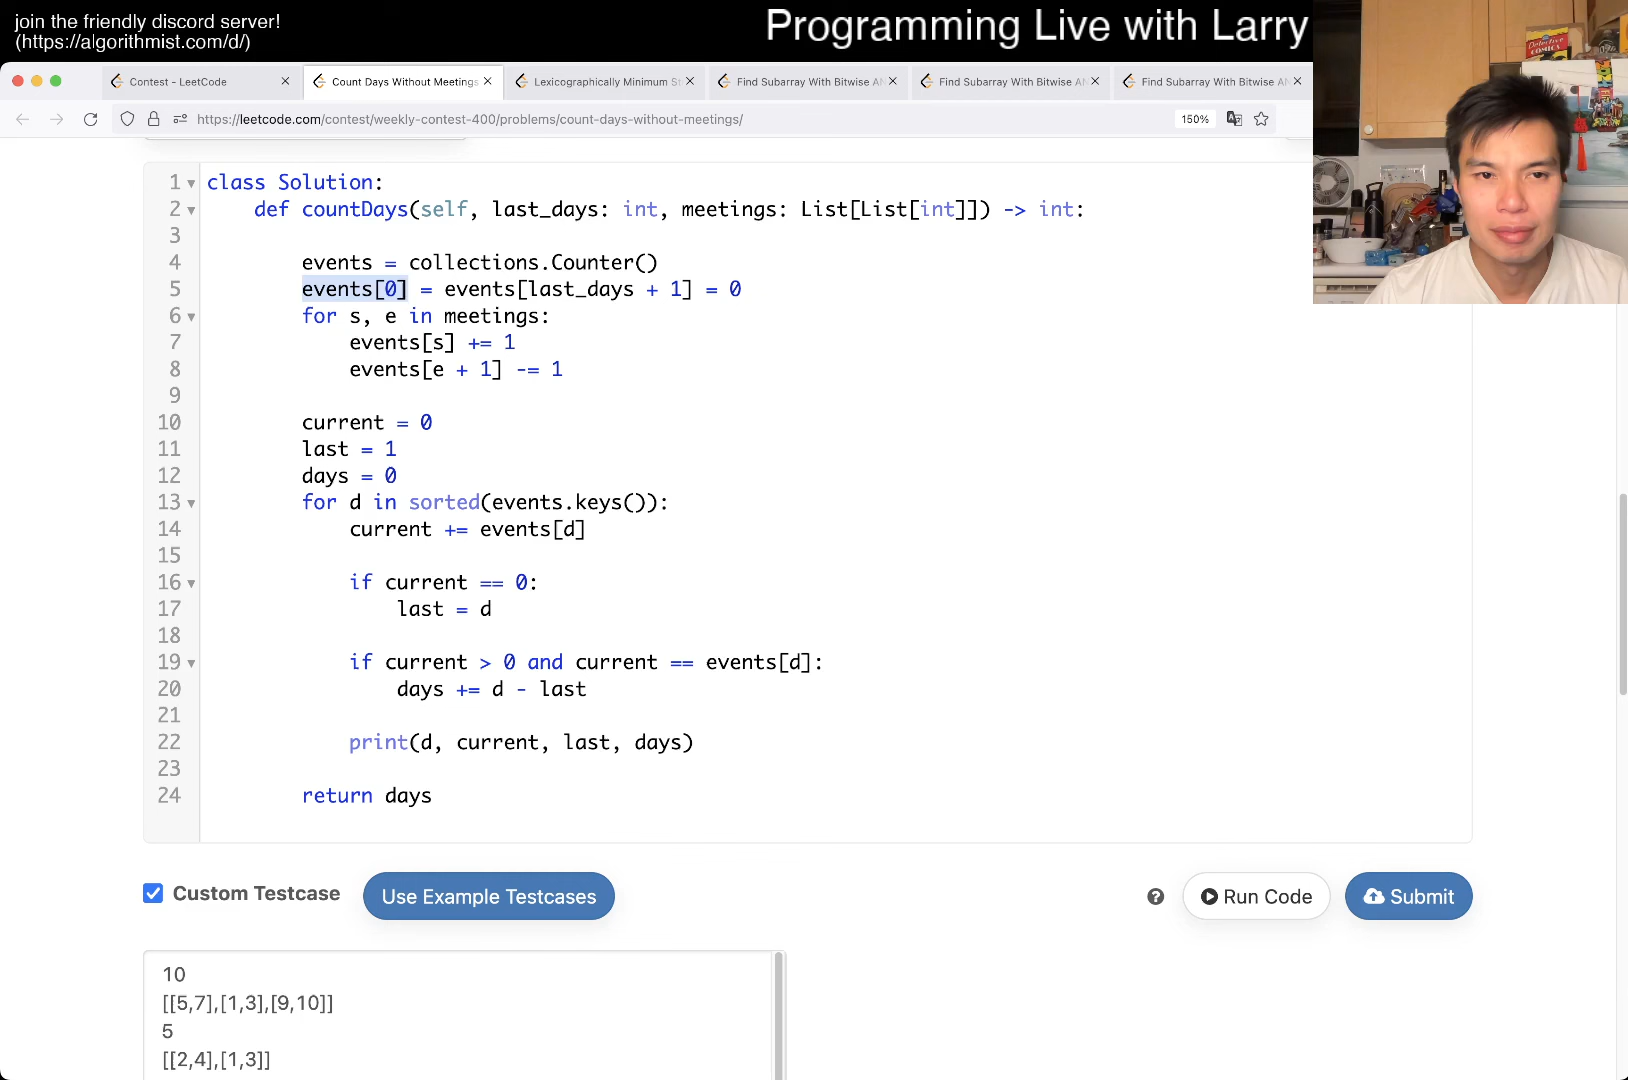 join the friendly discord server!
(https://algorithmist.com/d/)
Programming Live with Larry
Contest - LeetCode
Count Days Without Meetings
Lexicographically Minimum St
Find Subarray With Bitwise AN
Find Subarray With Bitwise AN
Find Subarray With Bitwise AN
https://leetcode.com/contest/weekly-contest-400/problems/count-days-without-meetings/
150%
1 class Solution:
2 def countDays(self, last_days: int, meetings: List[List[int]]) -> int:
3
4 events = collections.Counter()
5 events[0] = events[last_days + 1] = 0
6 for s, e in meetings:
7 events[s] += 1
8 events[e + 1] -= 1
9
10 current = 0
11 last = 1
12 days = 0
13 for d in sorted(events.keys()):
14 current += events[d]
15
16 if current == 0:
17 last = d
18
19 if current > 0 and current == events[d]:
20 days += d - last
21
22 print(d, current, last, days)
23
24 return days
Custom Testcase
Use Example Testcases
Run Code
Submit
10
[[5,7],[1,3],[9,10]]
5
[[2,4],[1,3]]